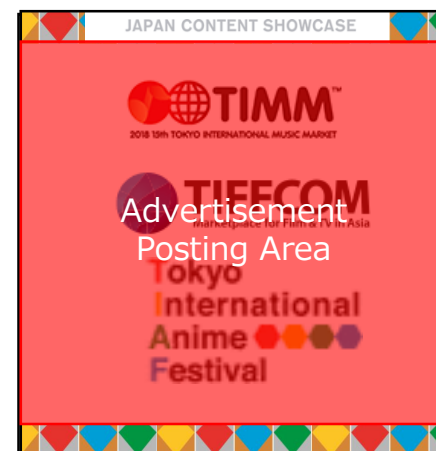 JAPAN CONTENT SHOWCASE
TIMM™
2018 15th TOKYO INTERNATIONAL MUSIC MARKET
TIFFCOM
Marketplace for Film & TV in Asia
Advertisement
Posting Area
Tokyo
International
Anime
Festival